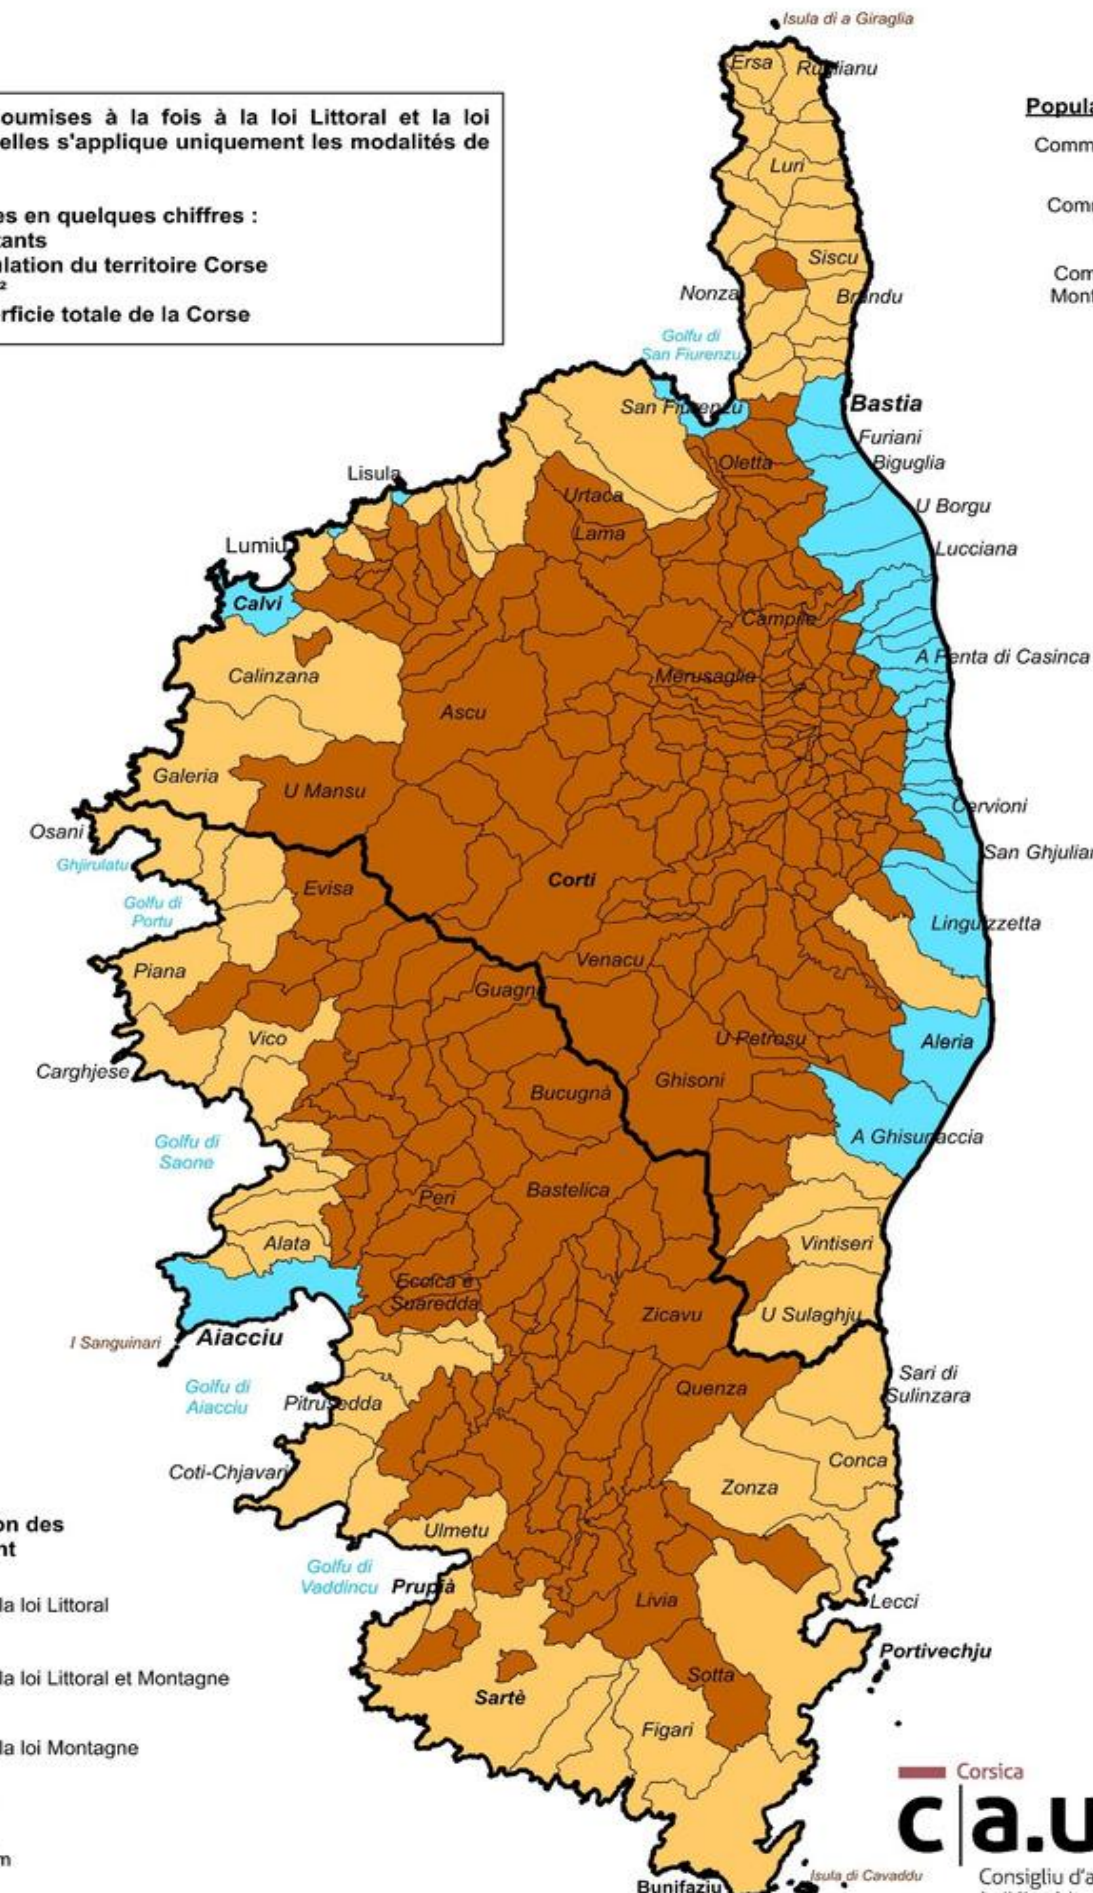 Isula di a Giraglia
Ersa
Ruglianu
oumises à la fois à la loi Littoral et la loi
elles s'applique uniquement les modalités de
Popula
Comm
Luri
Com
es en quelques chiffres :
tants
lation du territoire Corse
²
rficie totale de la Corse
Siscu
Com
Mont
Nonza
Brandu
Golfu di
San Fiurenzu
San Fiurenzu
Bastia
Furiani
Biguglia
Oletta
Lisula
Urtaca
U Borgu
Lama
Lucciana
Lumiu
Calvi
Campile
A Penta di Casinca
Calinzana
Merusaglia
Ascu
Galeria
U Mansu
Cervioni
Osani
Ghjirulatu
San Ghjulian
Evisa
Corti
Golfu di
Portu
Linguizzetta
Piana
Venacu
Guagnu
Vico
U Petrosu
Aleria
Carghjese
Ghisoni
Bucugnà
A Ghisunaccia
Golfu di
Saone
Peri
Bastelica
Alata
Vintiseri
Eccica è
Suaredda
Zicavu
U Sulaghju
I Sanguinari
Aiacciu
Sari di
Sulinzara
Golfu di
Aiacciu
Pitrusedda
Quenza
Coti-Chjavari
Conca
Zonza
on des
nt
Ulmetu
Golfu di
Vaddincu
Prupià
la loi Littoral
Livia
Lecci
Portivechju
la loi Littoral et Montagne
Sotta
Sartè
Figari
la loi Montagne
Corsica
c|a.u
m
Isula di Cavaddu
Consigliu d'a
Bunifaziu